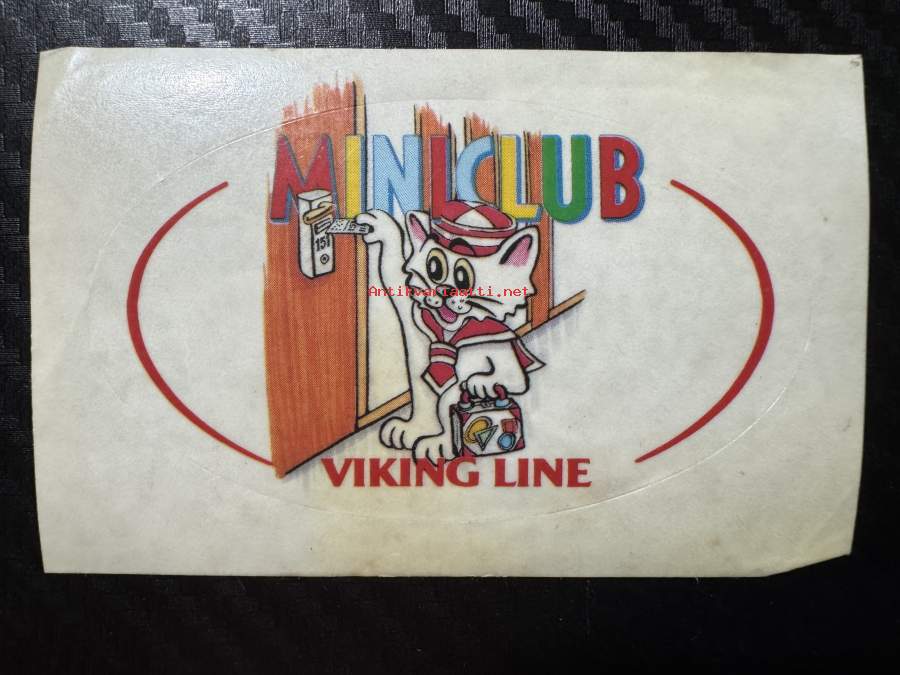 MINICLUB
151
Antikvariaatti.net
VIKING LINE